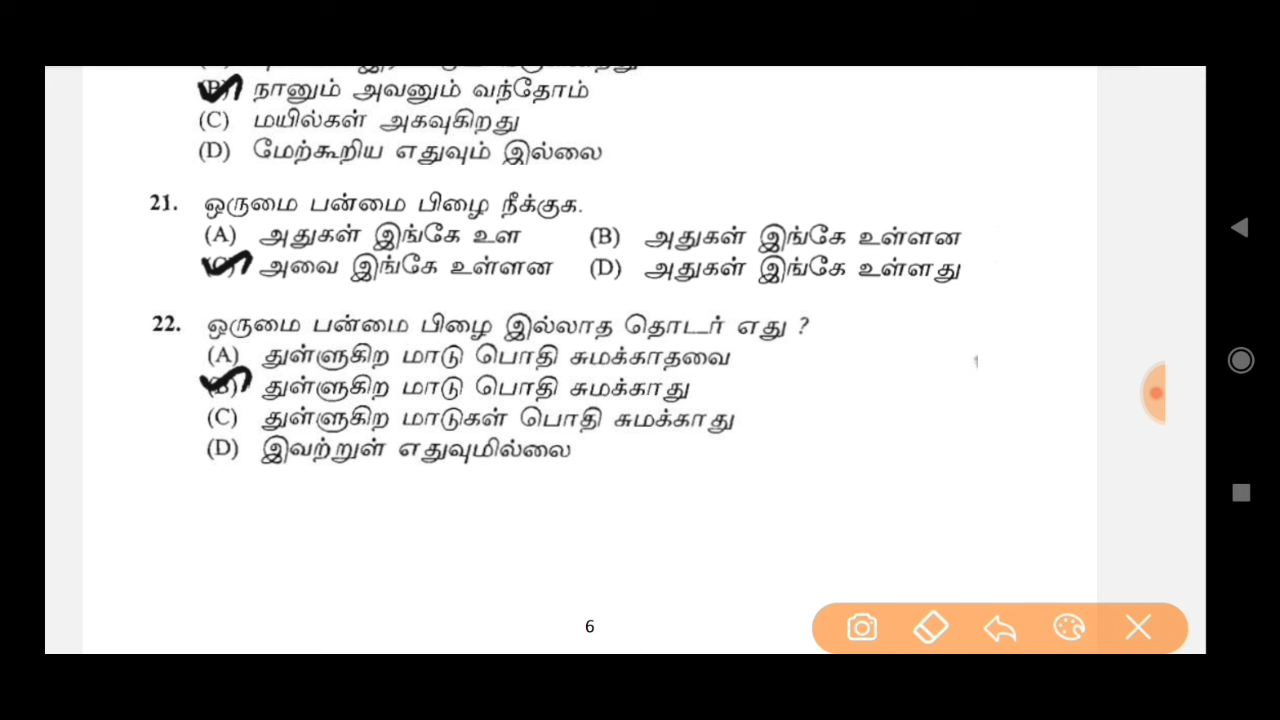 (B) நானும் அவனும் வந்தோம்
(C) மயில்கள் அகவுகிறது
(D) மேற்கூறிய எதுவும் இல்லை
21. ஒருமை பன்மை பிழை நீக்குக.
(A) அதுகள் இங்கே உள (B) அதுகள் இங்கே உள்ளன
(C) அவை இங்கே உள்ளன (D) அதுகள் இங்கே உள்ளது
22. ஒருமை பன்மை பிழை இல்லாத தொடர் எது ?
(A) துள்ளுகிற மாடு பொதி சுமக்காதவை
(B) துள்ளுகிற மாடு பொதி சுமக்காது
(C) துள்ளுகிற மாடுகள் பொதி சுமக்காது
(D) இவற்றுள் எதுவுமில்லை
6